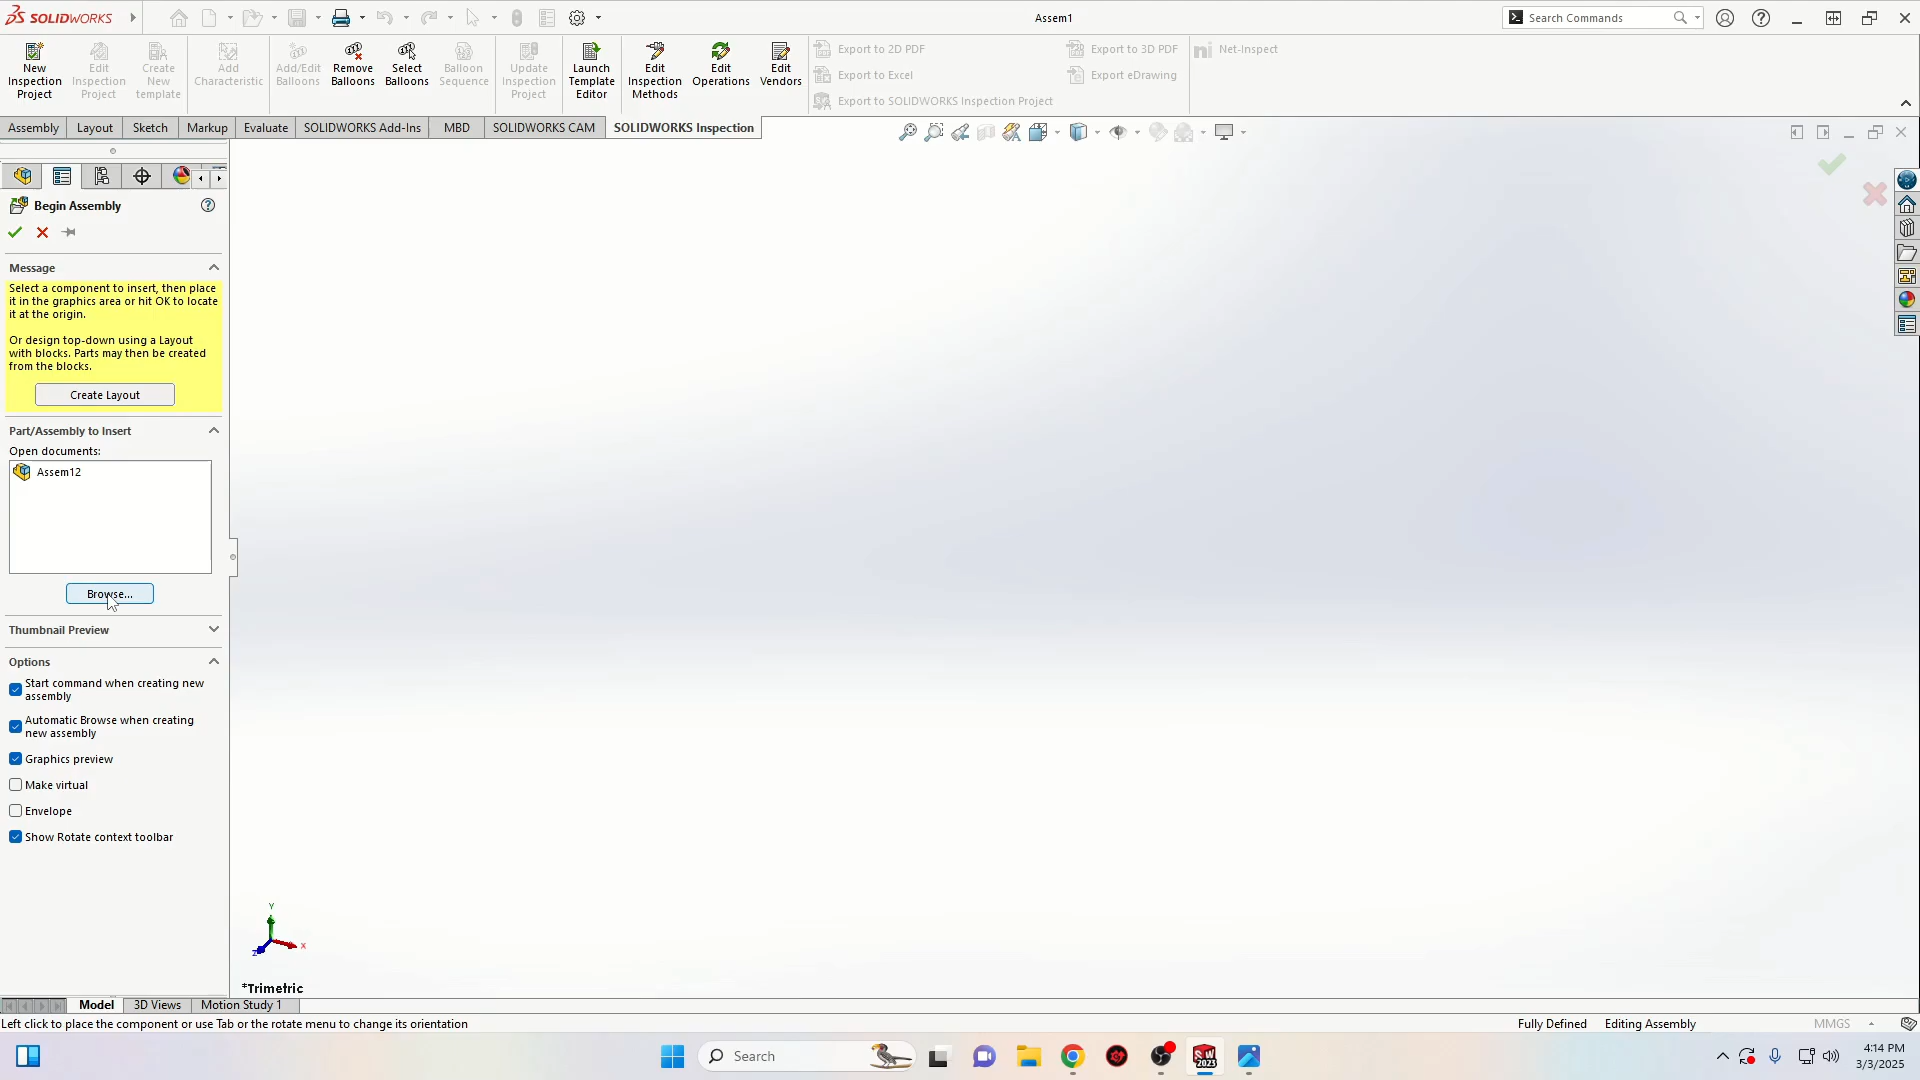 SOLIDWORKS
Assem1
Search Commands
New Inspection Project
Edit Inspection Project
Create New template
Add Characteristic
Add/Edit Balloons
Remove Balloons
Select Balloons
Balloon Sequence
Update Inspection Project
Launch Template Editor
Edit Inspection Methods
Edit Operations
Edit Vendors
Export to 2D PDF
Export to Excel
Export to SOLIDWORKS Inspection Project
Export to 3D PDF
Export eDrawing
Net-Inspect
Assembly
Layout
Sketch
Markup
Evaluate
SOLIDWORKS Add-Ins
MBD
SOLIDWORKS CAM
SOLIDWORKS Inspection
Begin Assembly
Message
Select a component to insert, then place
it in the graphics area or hit OK to locate
it at the origin.
Or design top-down using a Layout
with blocks. Parts may then be created
from the blocks.
Create Layout
Part/Assembly to Insert
Open documents:
Assem12
Browse...
Thumbnail Preview
Options
Start command when creating new
assembly
Automatic Browse when creating
new assembly
Graphics preview
Make virtual
Envelope
Show Rotate context toolbar
Y
X
Z
*Trimetric
Model
3D Views
Motion Study 1
Left click to place the component or use Tab or the rotate menu to change its orientation
Fully Defined
Editing Assembly
MMGS
Search
SW
2023
4:14 PM
3/3/2025